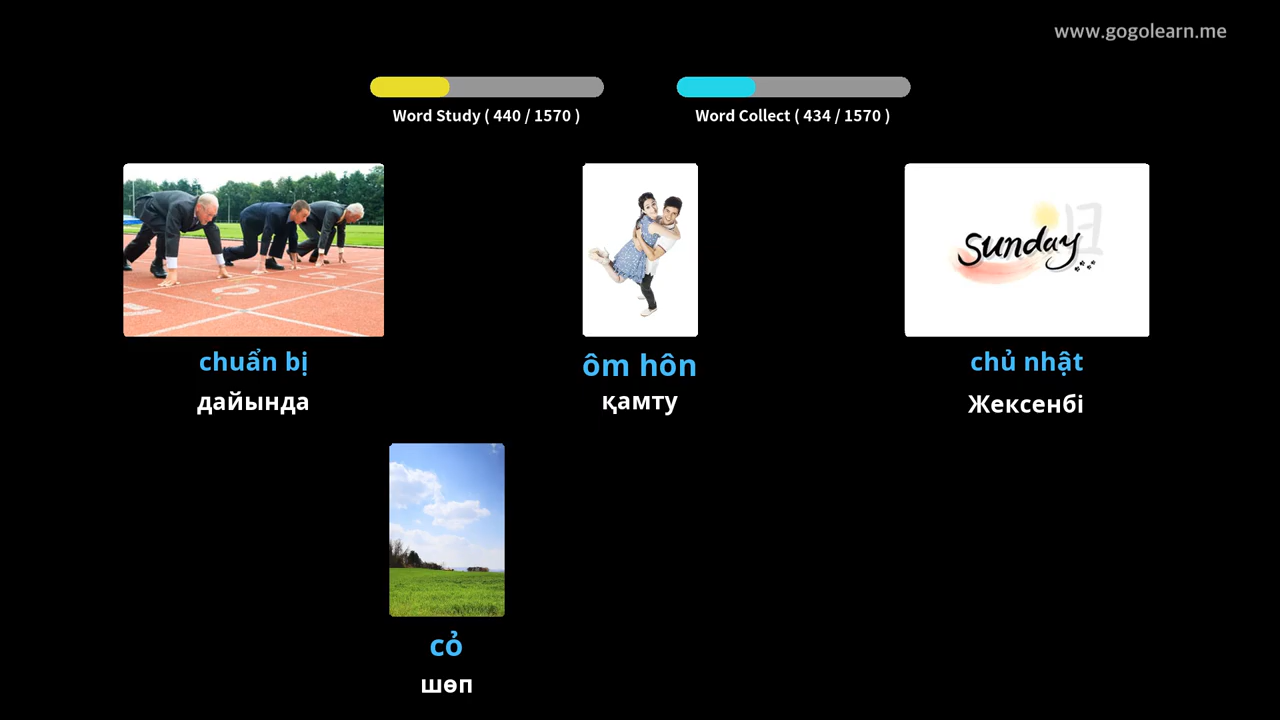 www.gogolearn.me
Word Study ( 440 / 1570 )
Word Collect ( 434 / 1570 )
Sunday
chuẩn bị
дайында
ôm hôn
қамту
chủ nhật
Жексенбі
cỏ
шөп